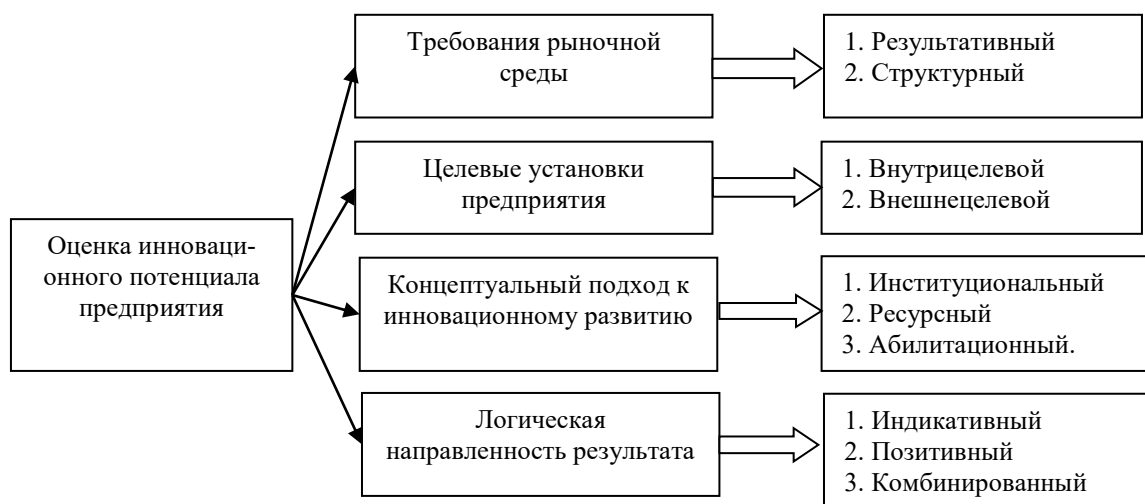 Оценка инноваци-
онного потенциала
предприятия
Требования рыночной
среды
1. Результативный
2. Структурный
Целевые установки
предприятия
1. Внутрицелевой
2. Внешнецелевой
Концептуальный подход к
инновационному развитию
1. Институциональный
2. Ресурсный
3. Абилитационный.
Логическая
направленность результата
1. Индикативный
2. Позитивный
3. Комбинированный